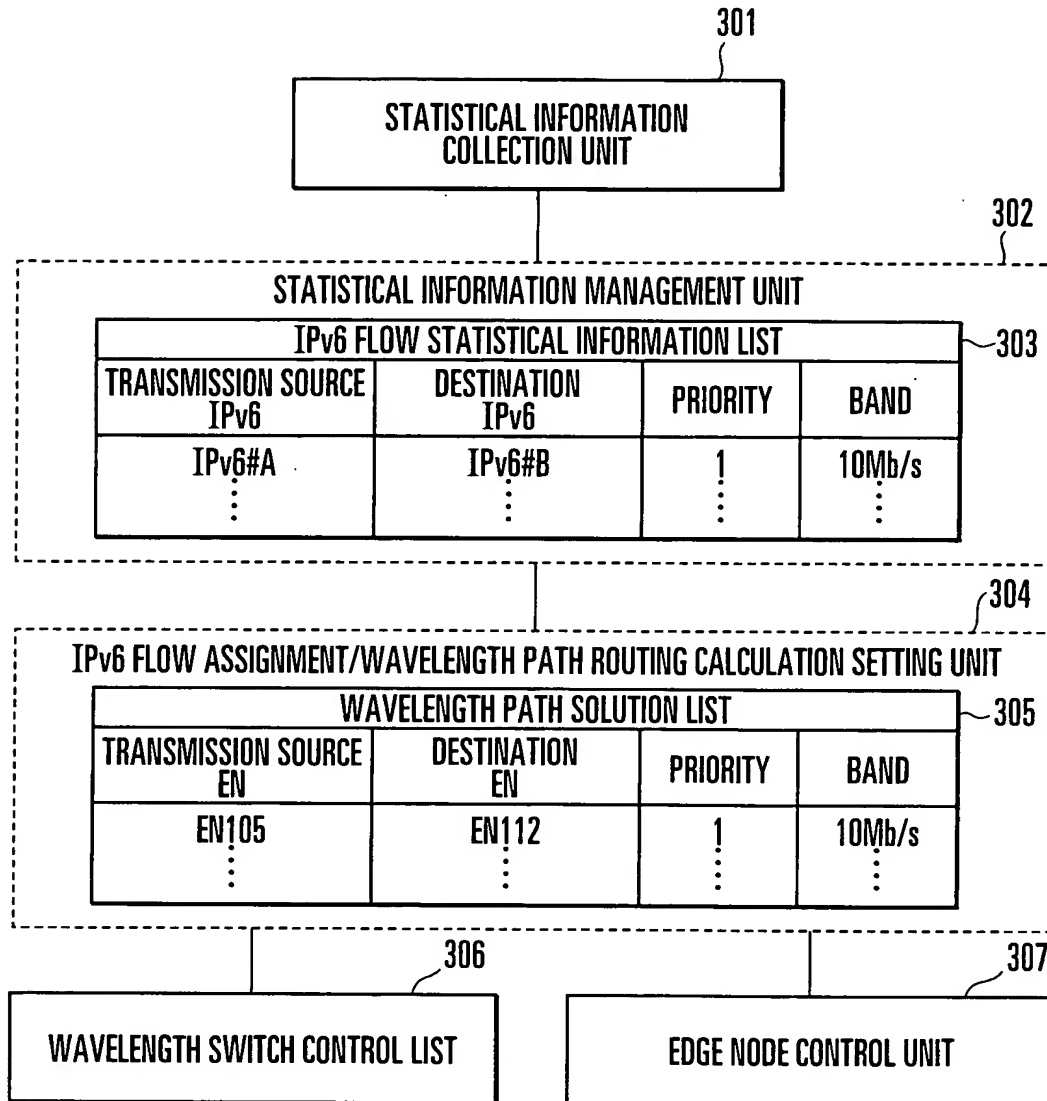 301
STATISTICAL INFORMATION
COLLECTION UNIT
302
STATISTICAL INFORMATION MANAGEMENT UNIT
IPv6 FLOW STATISTICAL INFORMATION LIST
303
TRANSMISSION SOURCE
IPv6
DESTINATION
IPv6
PRIORITY
BAND
IPv6#A
IPv6#B
1
10Mb/s
304
IPv6 FLOW ASSIGNMENT/WAVELENGTH PATH ROUTING CALCULATION SETTING UNIT
WAVELENGTH PATH SOLUTION LIST
305
TRANSMISSION SOURCE
EN
DESTINATION
EN
PRIORITY
BAND
EN105
EN112
1
10Mb/s
306
WAVELENGTH SWITCH CONTROL LIST
307
EDGE NODE CONTROL UNIT